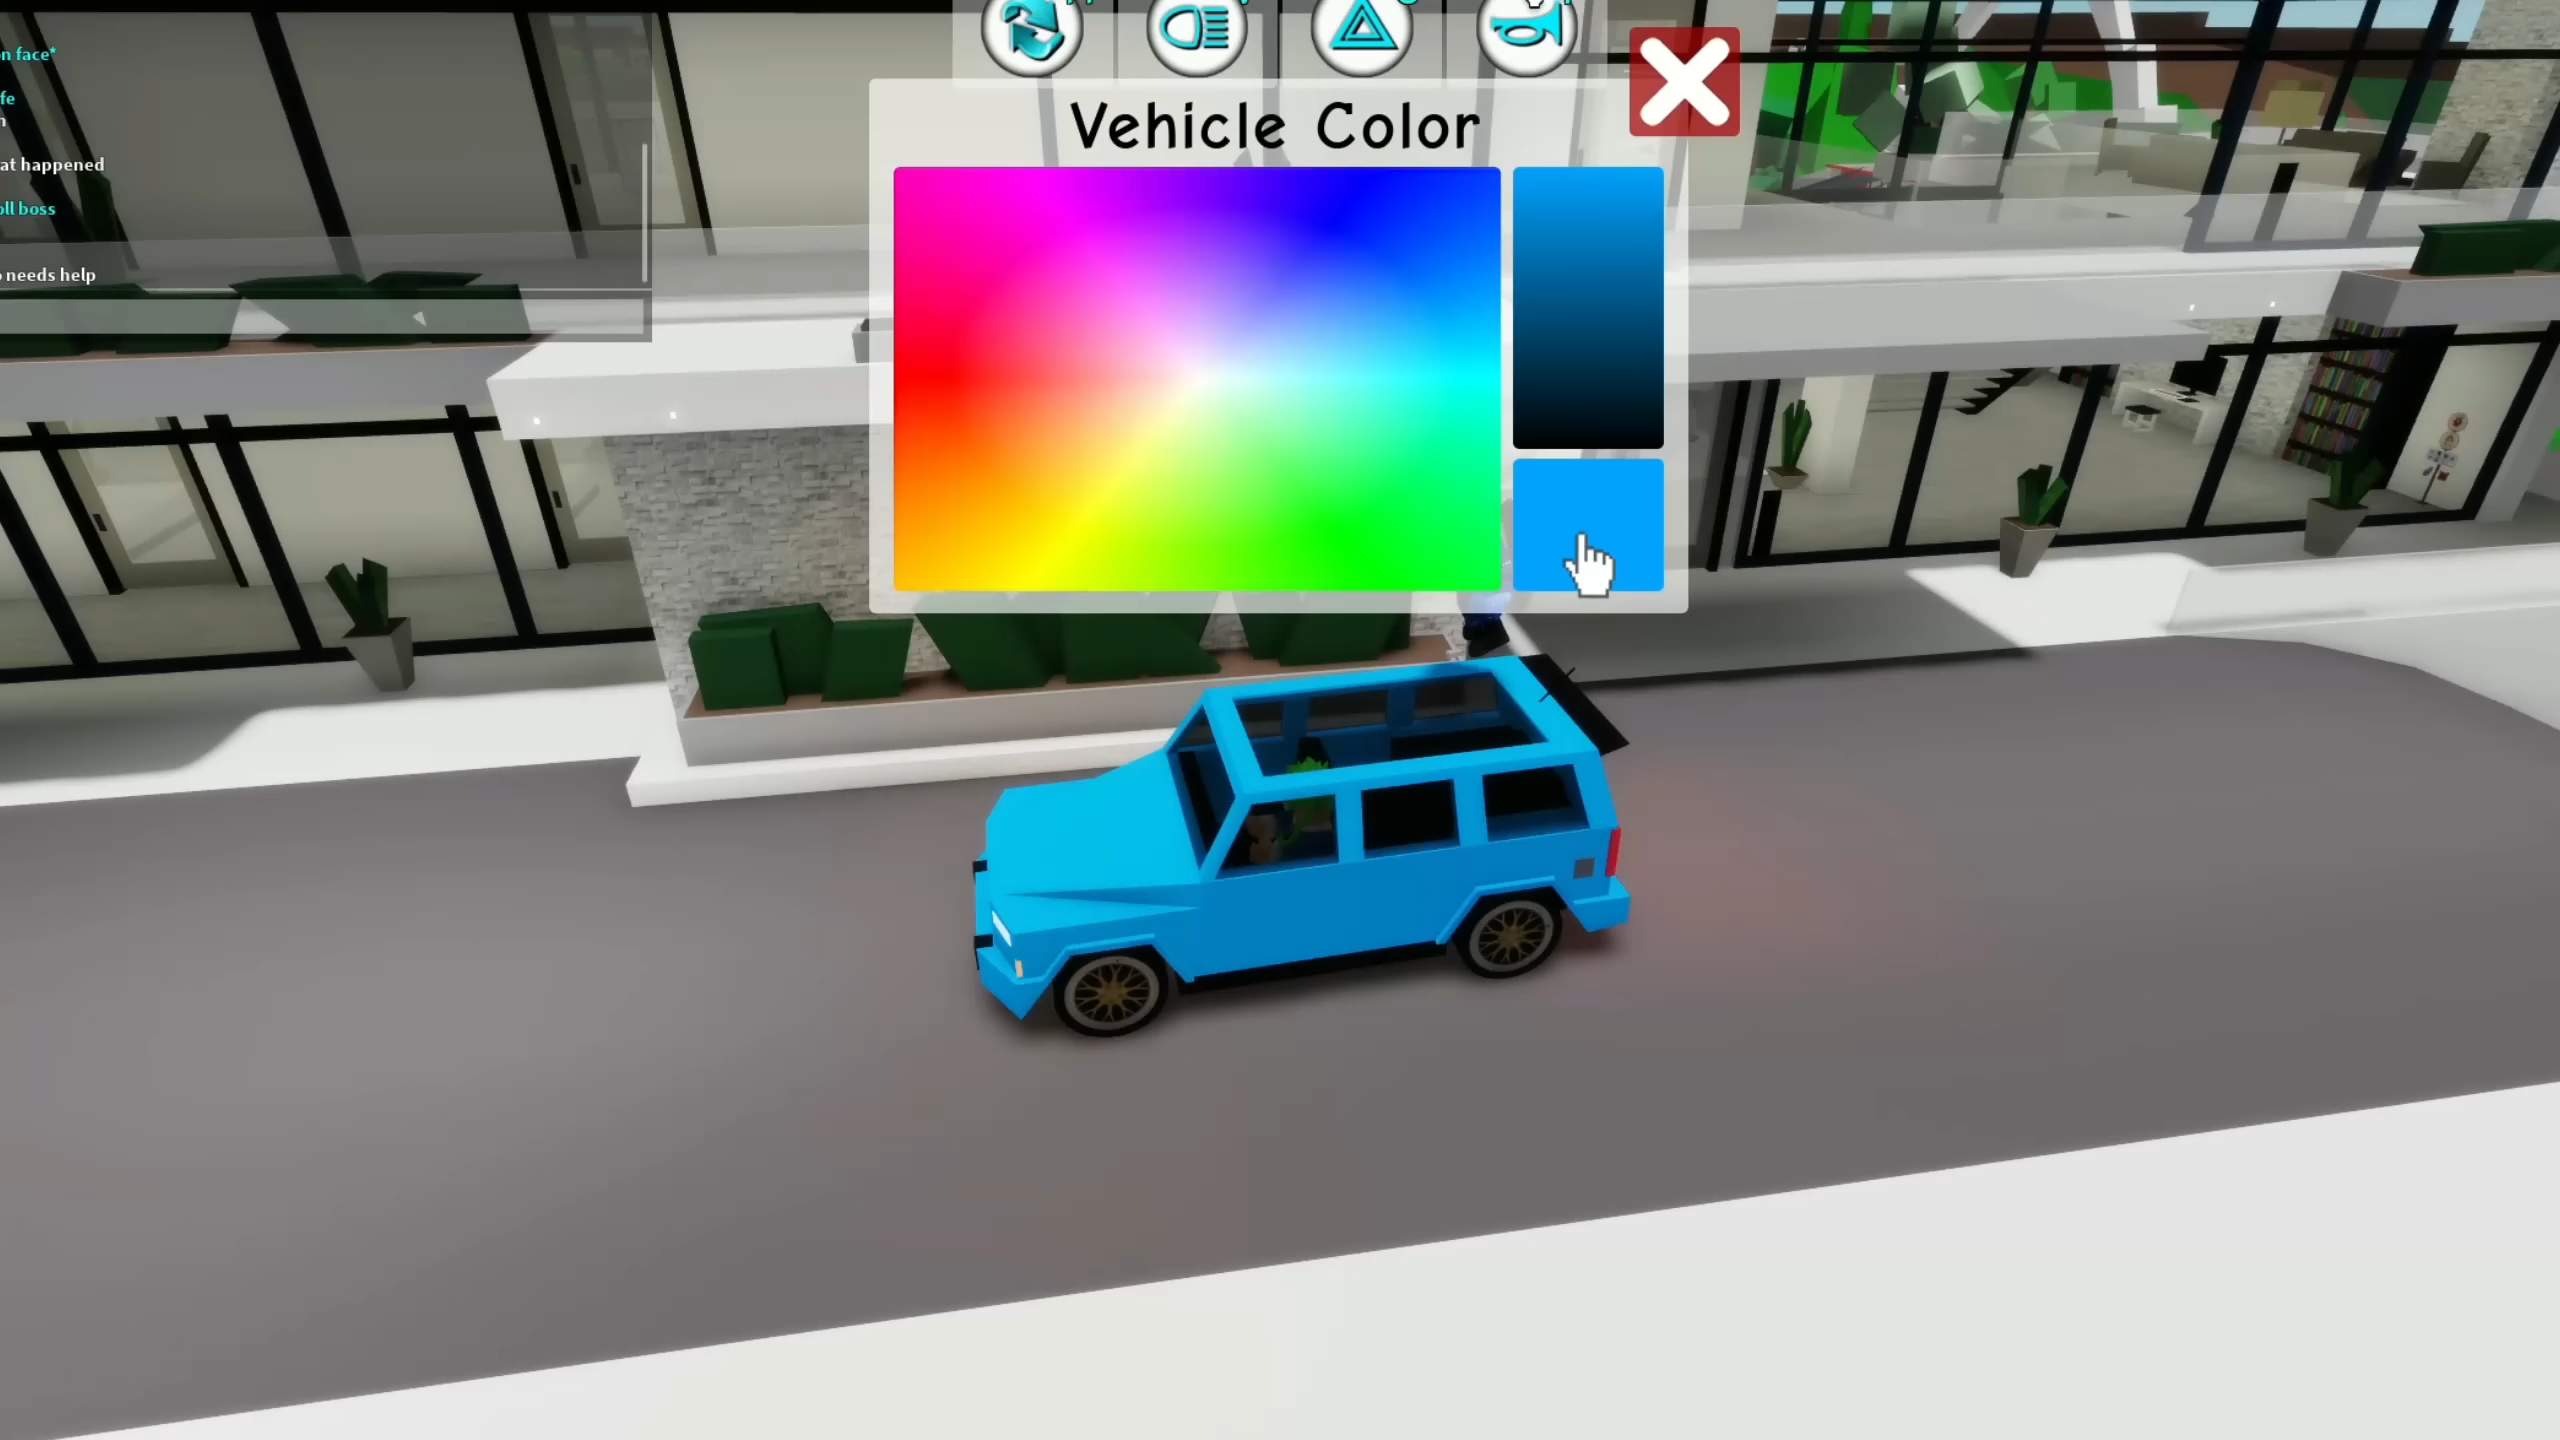 n face*
fe
at happened
oll boss
needs help
Vehicle Color